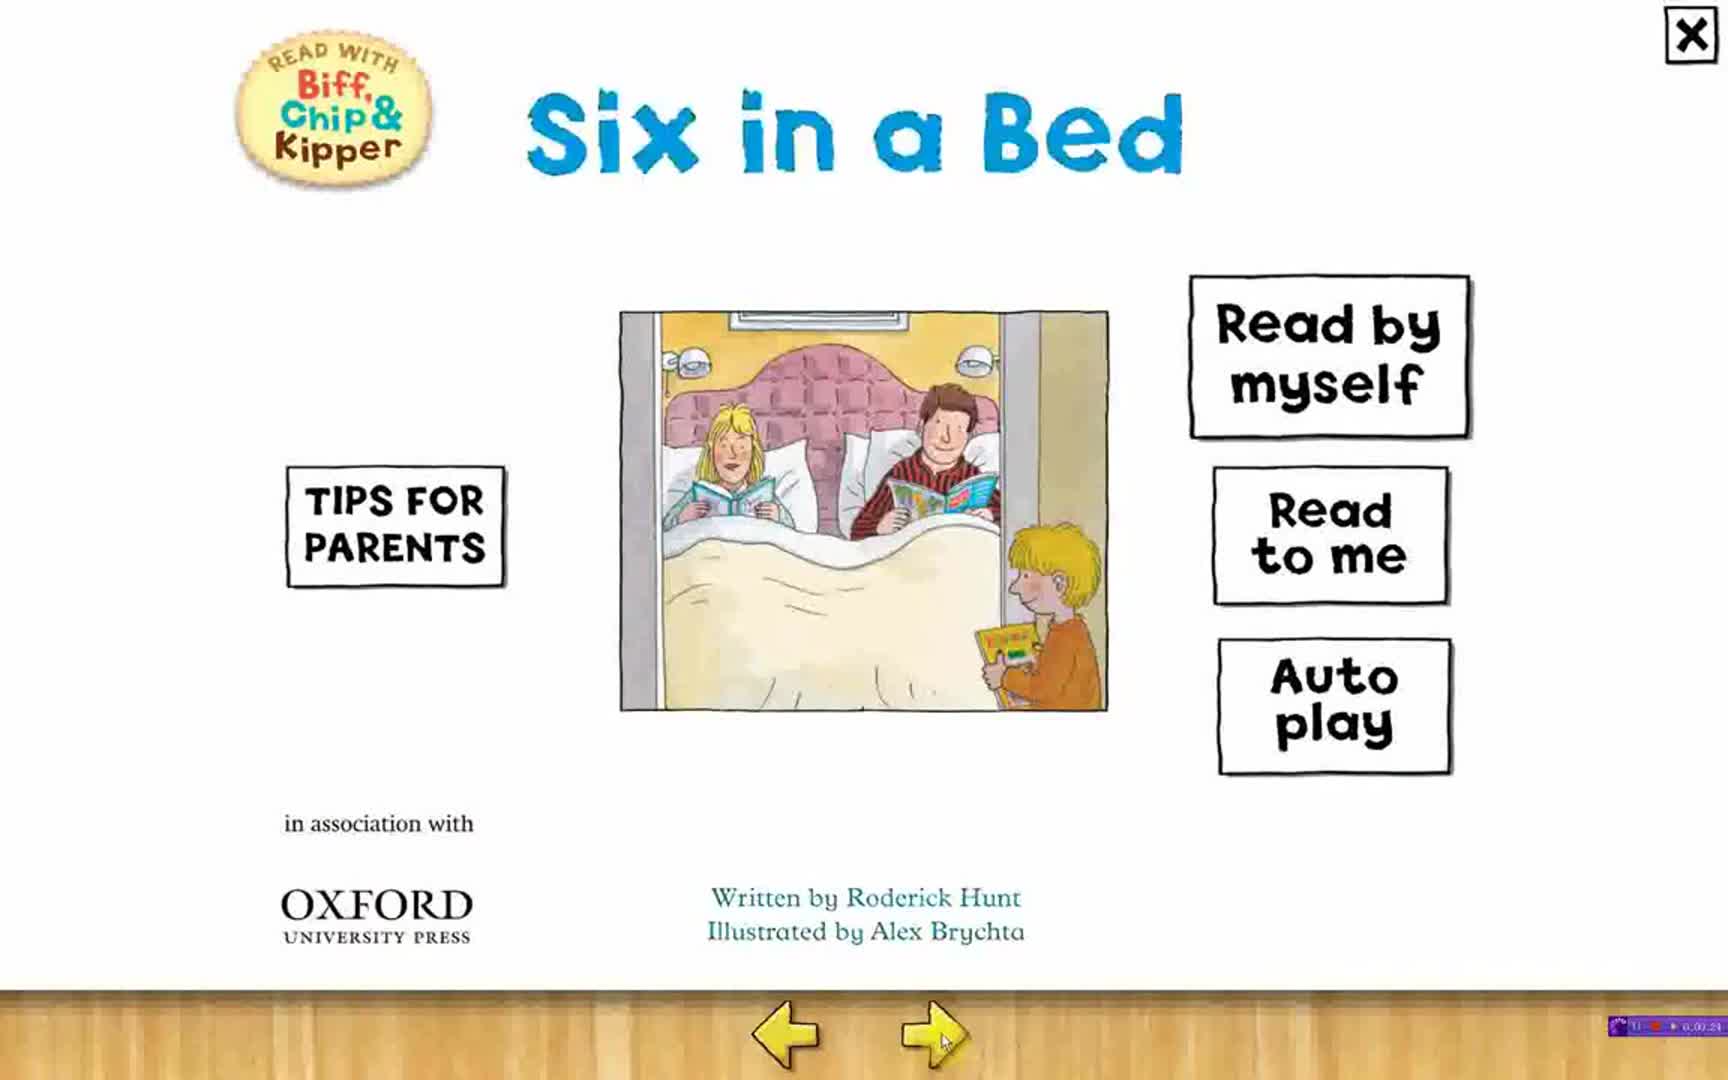 READ WITH
Biff,
Chip &
Kipper
Six in a Bed
Read by
myself
TIPS FOR
PARENTS
Read
to me
Auto
play
in association with
OXFORD
UNIVERSITY PRESS
Written by Roderick Hunt
Illustrated by Alex Brychta